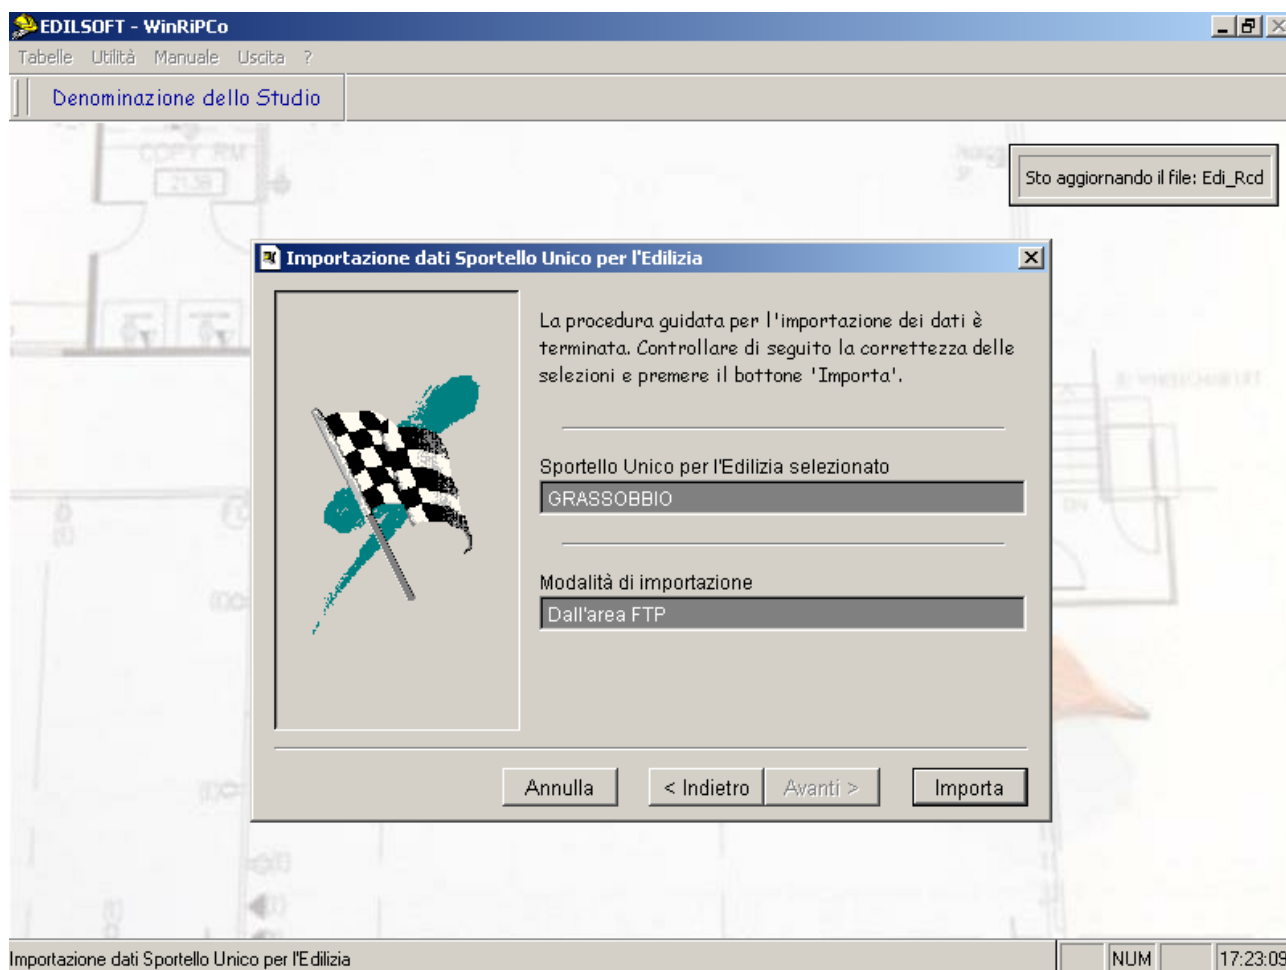 EDILSOFT - WinRiPCo
Tabelle Utilità Manuale Uscita ?
Denominazione dello Studio
COPY RM
2138
Sto aggiornando il file: Edi_Rcd
Importazione dati Sportello Unico per l'Edilizia
La procedura guidata per l'importazione dei dati è
terminata. Controllare di seguito la correttezza delle
selezioni e premere il bottone 'Importa'.
Sportello Unico per l'Edilizia selezionato
GRASSOBBIO
Modalità di importazione
Dall'area FTP
Annulla < Indietro Avanti > Importa
Importazione dati Sportello Unico per l'Edilizia NUM 17:23:09